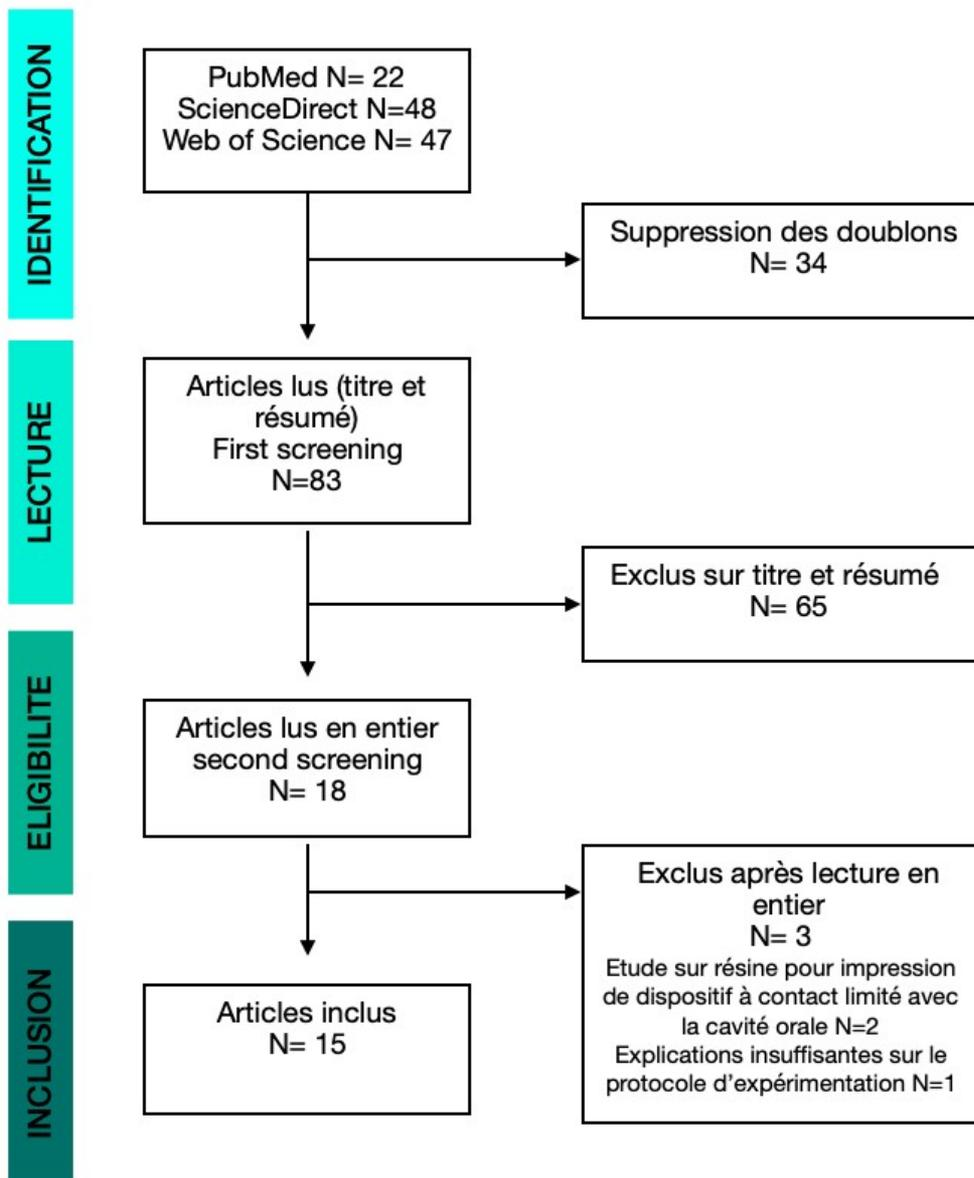 IDENTIFICATION
PubMed N= 22
ScienceDirect N=48
Web of Science N= 47
Suppression des doublons
N= 34
LECTURE
Articles lus (titre et
résumé)
First screening
N=83
Exclus sur titre et résumé
N= 65
ELIGIBILITE
Articles lus en entier
second screening
N= 18
Exclus après lecture en
entier
N= 3
Etude sur résine pour impression
de dispositif à contact limité avec
la cavité orale N=2
Explications insuffisantes sur le
protocole d'expérimentation N=1
INCLUSION
Articles inclus
N= 15